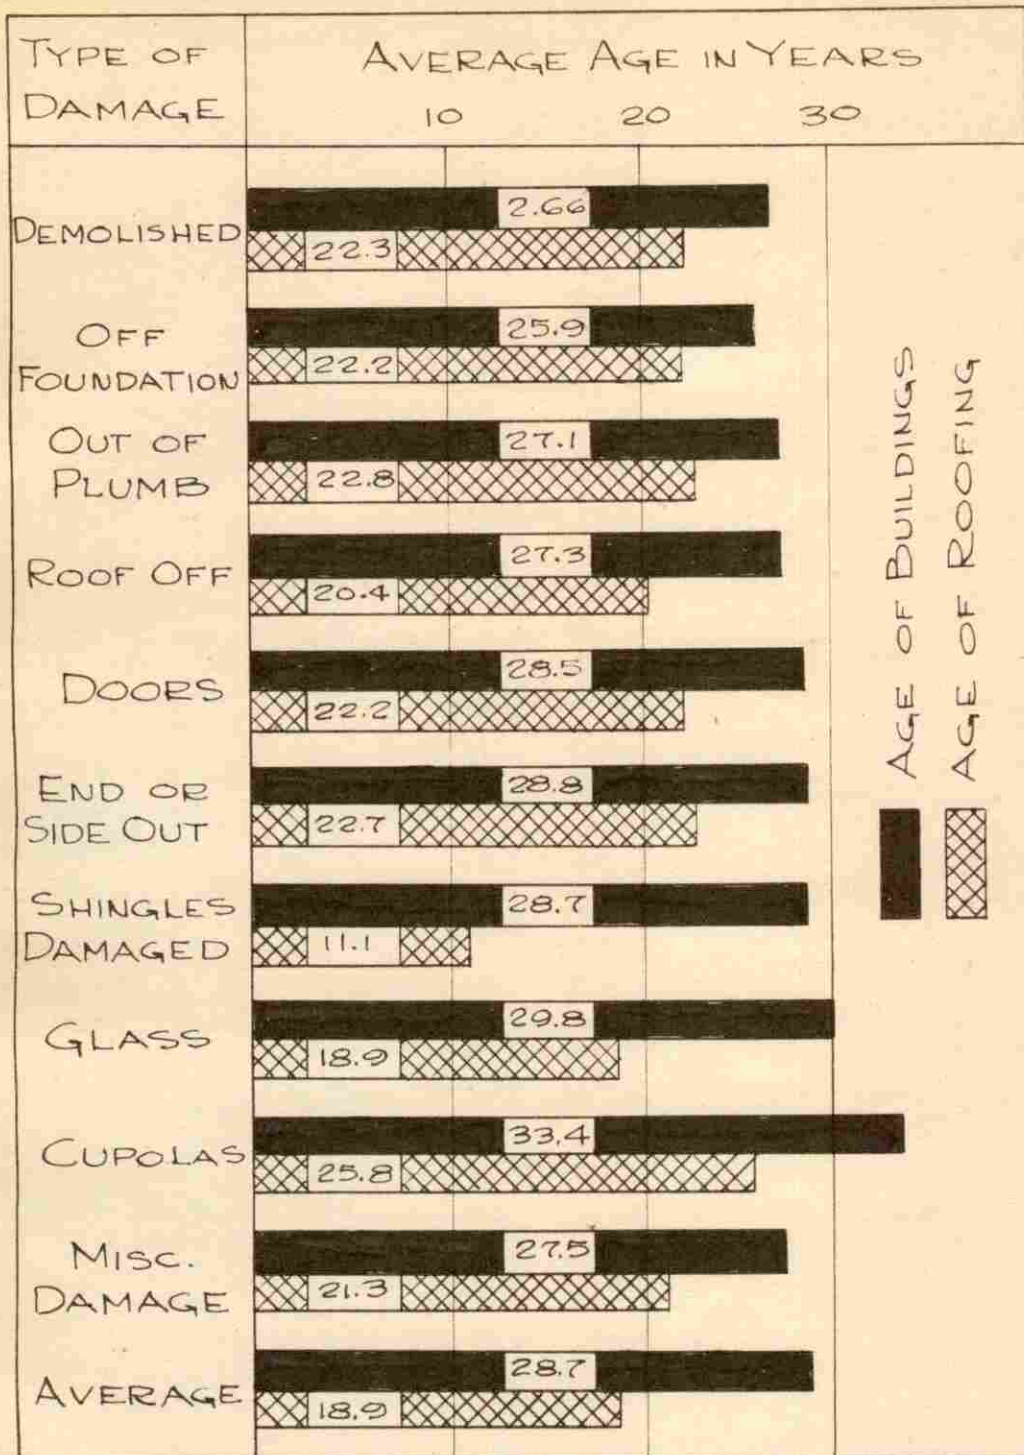 TYPE OF
DAMAGE
AVERAGE AGE IN YEARS
10 20 30
DEMOLISHED
2.66
22.3
OFF
FOUNDATION
25.9
22.2
OUT OF
PLUMB
27.1
22.8
ROOF OFF
27.3
20.4
DOORS
28.5
22.2
END OR
SIDE OUT
28.8
22.7
SHINGLES
DAMAGED
28.7
11.1
GLASS
29.8
18.9
CUPOLAS
33.4
25.8
MISC.
DAMAGE
27.5
21.3
AVERAGE
28.7
18.9
AGE OF BUILDINGS
AGE OF ROOFING